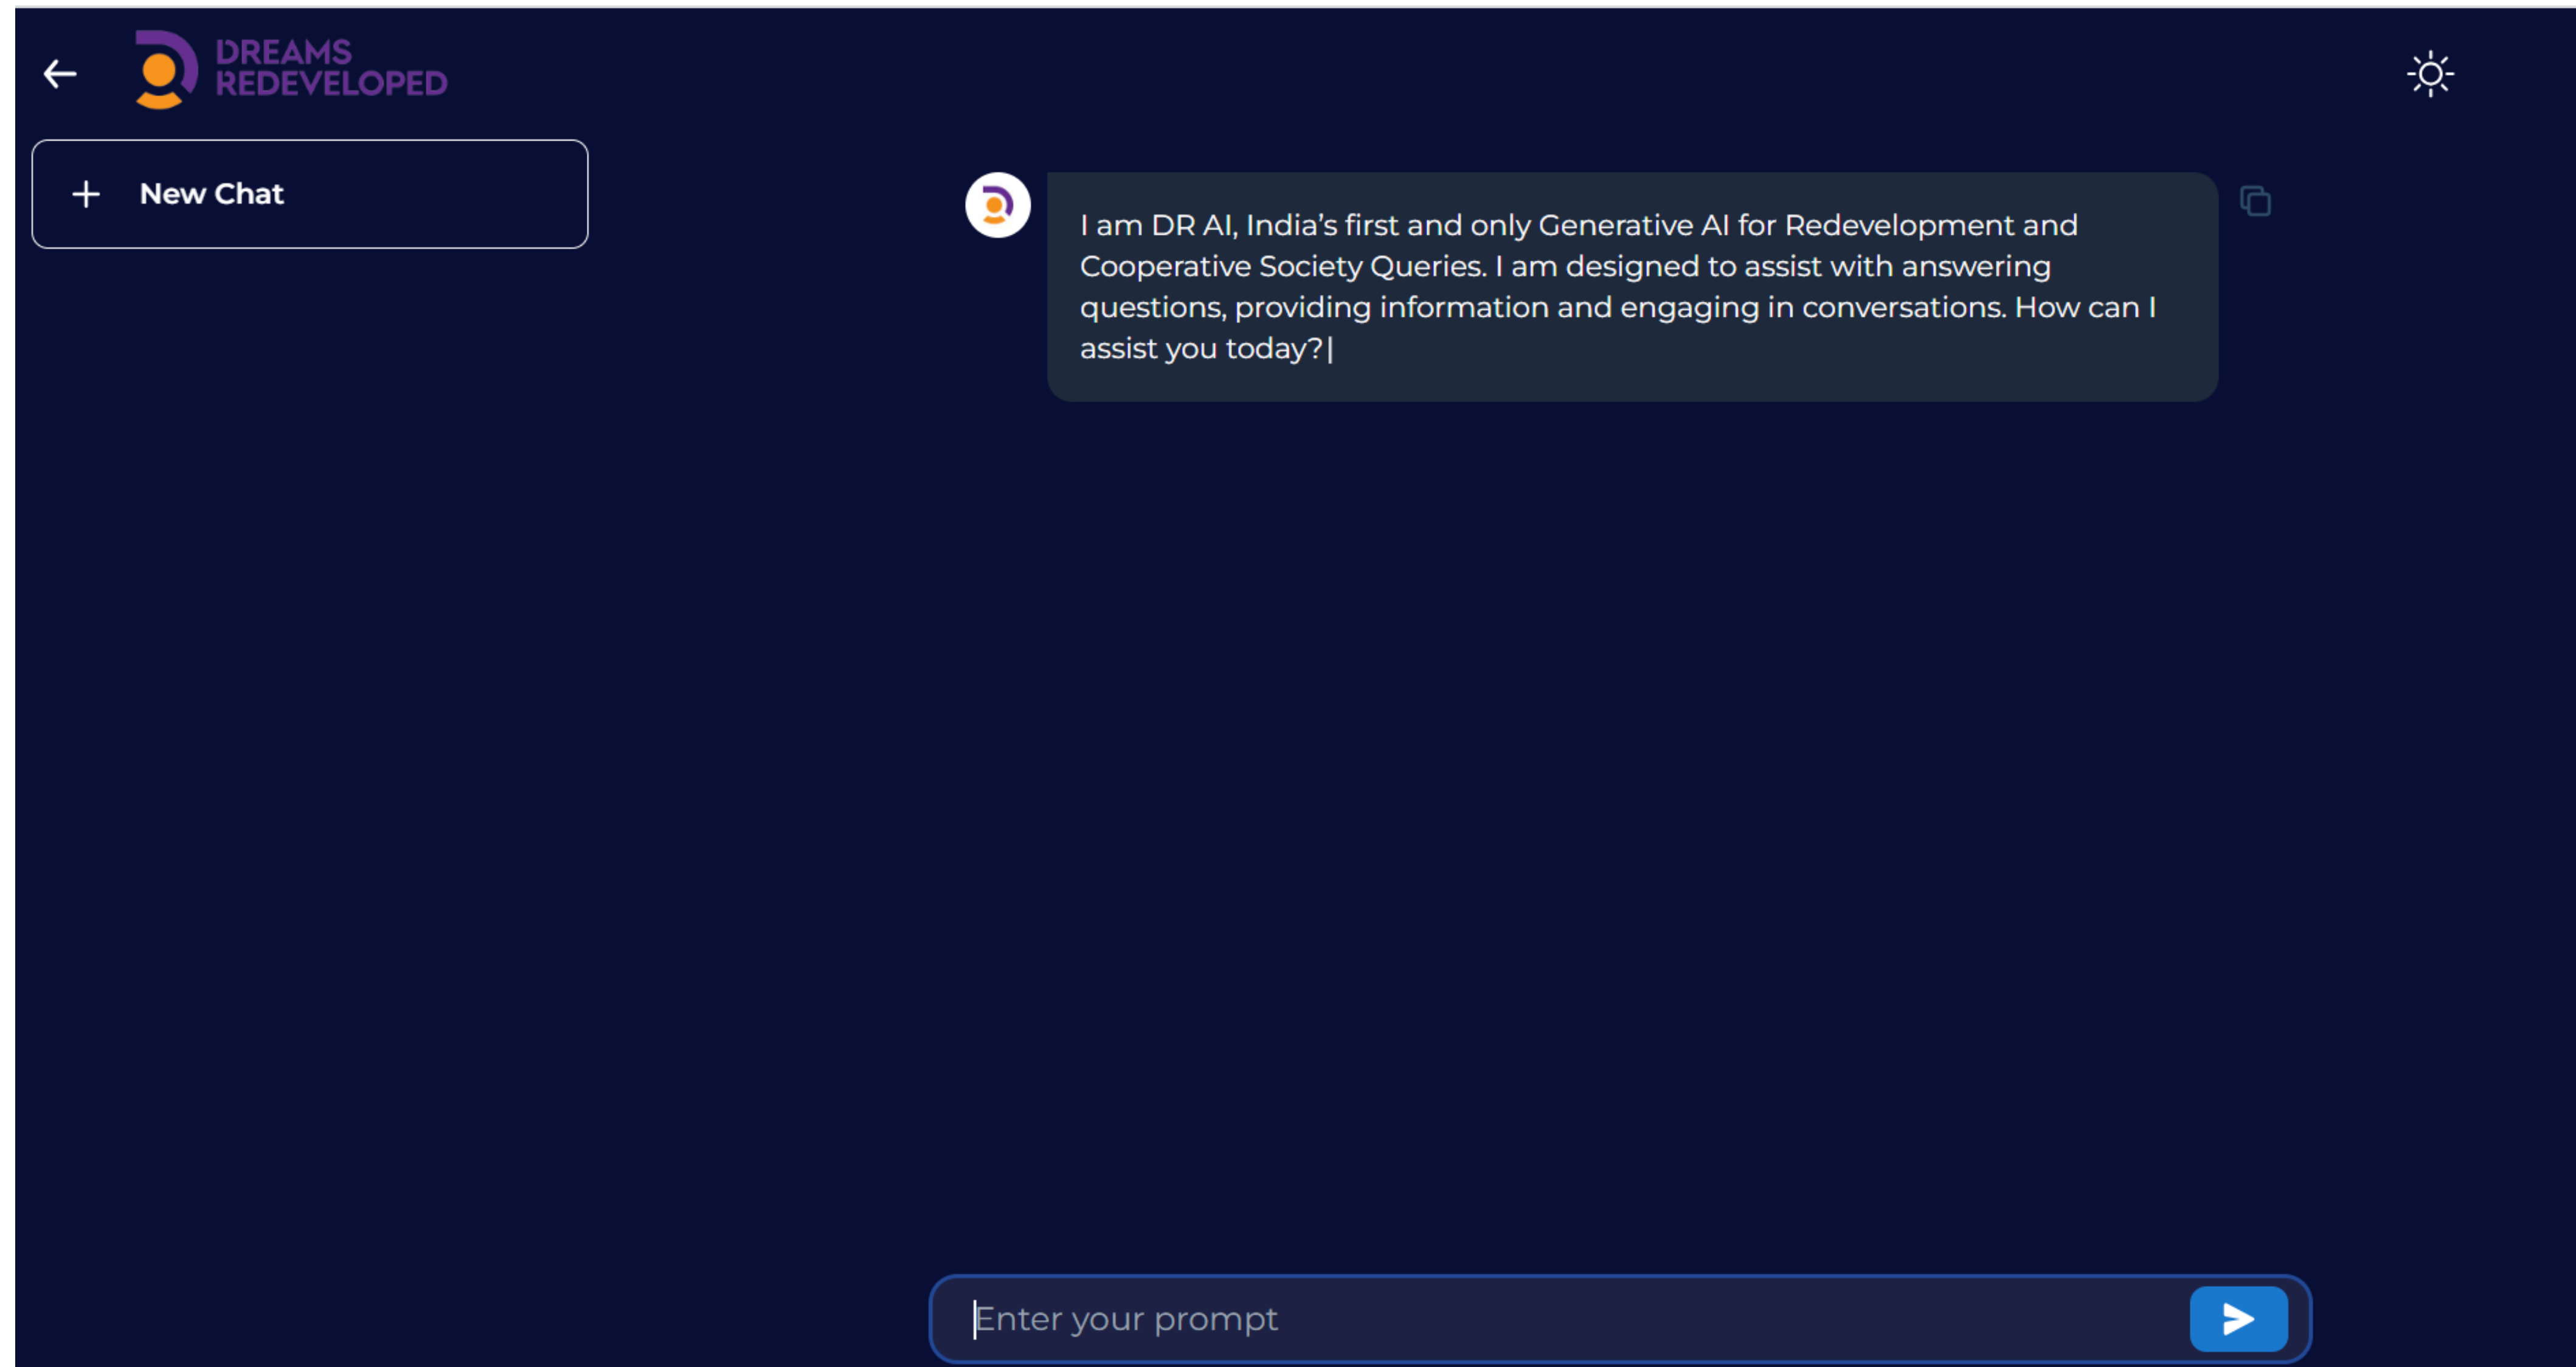 DREAMS
REDEVELOPED
New Chat
I am DR AI, India’s first and only Generative AI for Redevelopment and
Cooperative Society Queries. I am designed to assist with answering
questions, providing information and engaging in conversations. How can I
assist you today?|
Enter your prompt